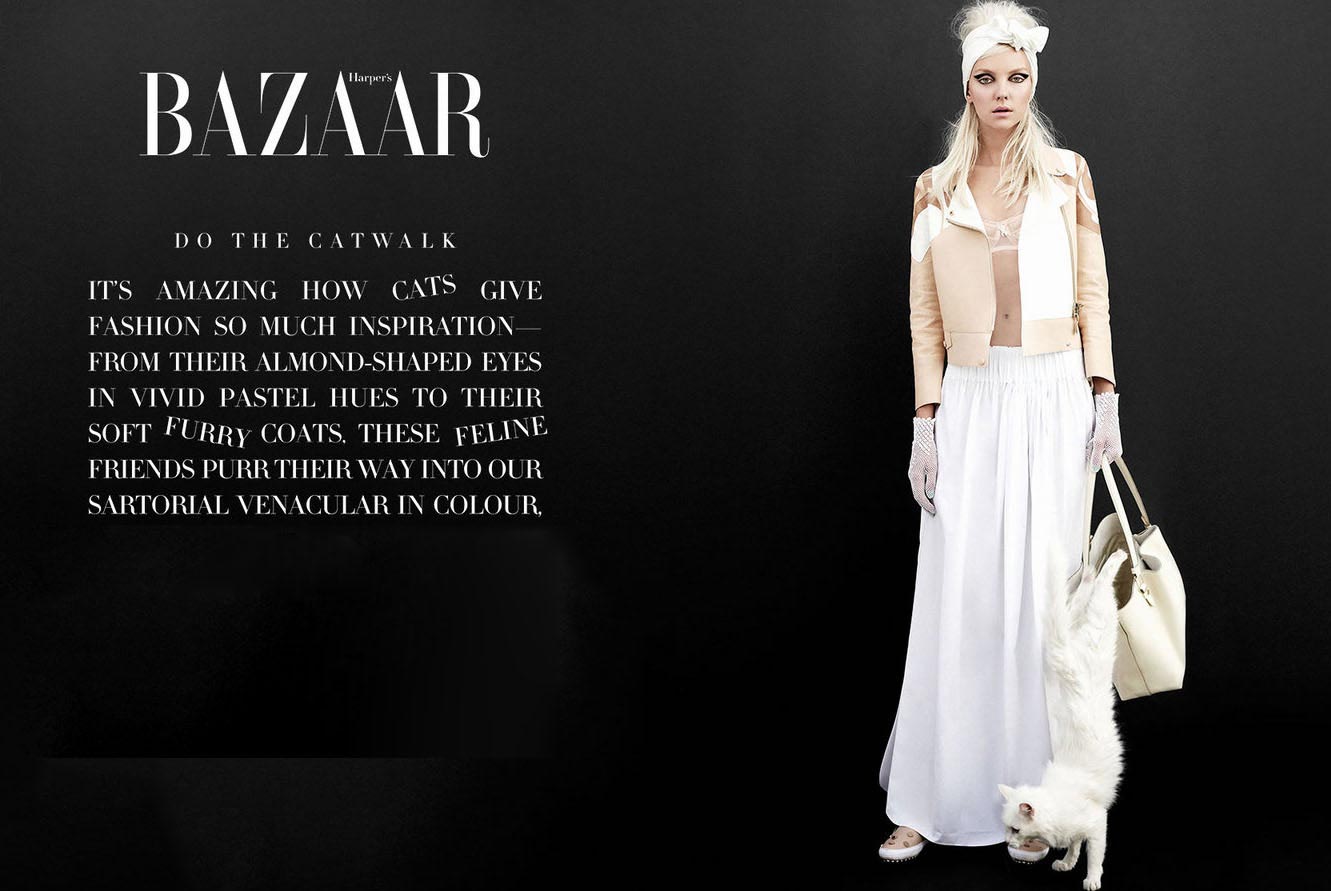 Harper's
BAZAAR
DO THE CATWALK
IT'S AMAZING HOW CATS GIVE
FASHION SO MUCH INSPIRATION—
FROM THEIR ALMOND-SHAPED EYES
IN VIVID PASTEL HUES TO THEIR
SOFT FURRY COATS, THESE FELINE
FRIENDS PURR THEIR WAY INTO OUR
SARTORIAL VENACULAR IN COLOUR,